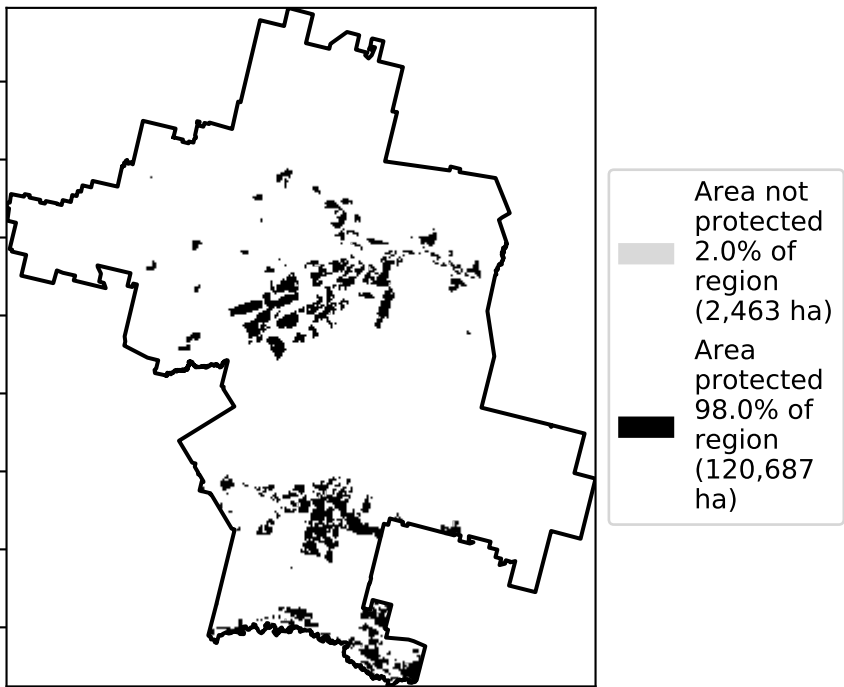 Area not
protected
2.0% of
region
(2,463 ha)
Area
protected
98.0% of
region
(120,687
ha)